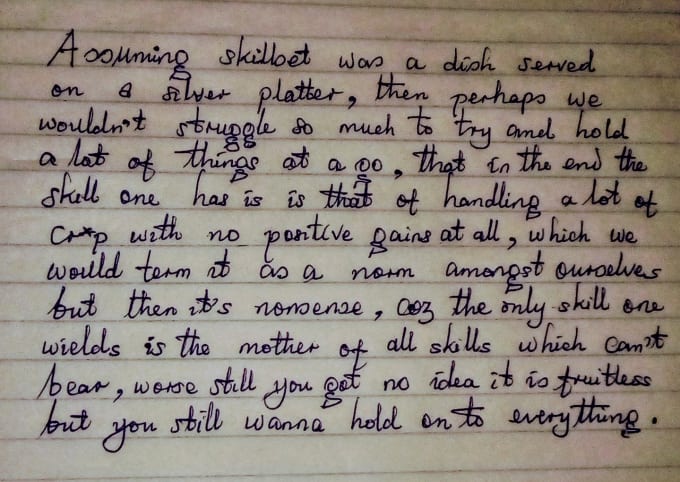 Assuming skillset was a dish served
on a silver platter, then perhaps we
wouldn't struggle so much to try and hold
a lot of things at a go, that in the end the
skill one has is is that of handling a lot of
cr*p with no positive gains at all, which we
would term it as a norm amongst ourselves
but then it's nonsense, coz the only skill one
wields is the mother of all skills which can't
bear, worse still you got no idea it is fruitless
but you still wanna hold on to everything.